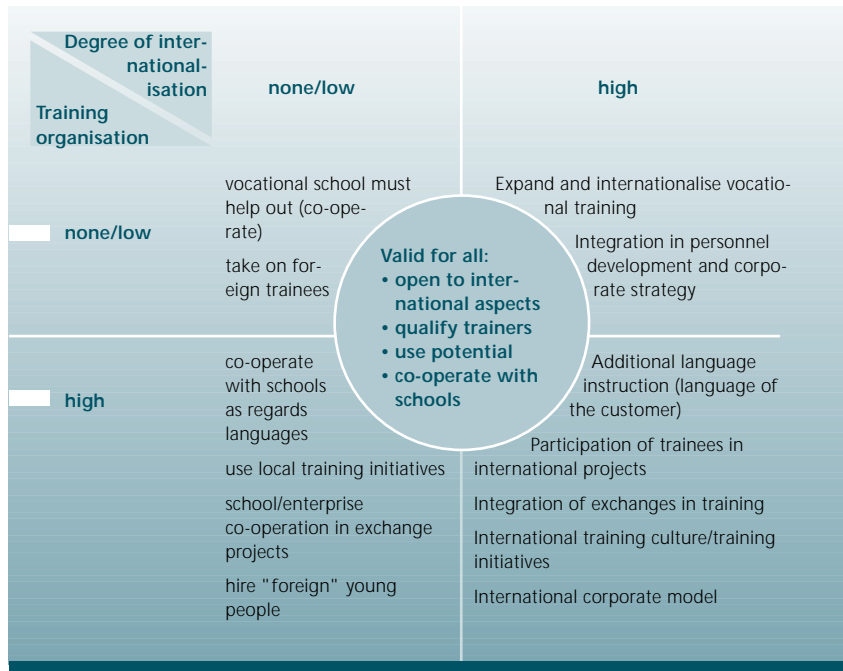 Degree of inter-
national-
isation
Training
organisation
none/low
high
none/low
vocational school must
help out (co-ope-
rate)
take on for-
eign trainees
Expand and internationalise vocatio-
nal training
Integration in personnel
development and corpo-
rate strategy
Valid for all:
• open to inter-
national aspects
• qualify trainers
• use potential
• co-operate with
schools
high
co-operate
with schools
as regards
languages
use local training initiatives
school/enterprise
co-operation in exchange
projects
hire "foreign" young
people
Additional language
instruction (language of
the customer)
Participation of trainees in
international projects
Integration of exchanges in training
International training culture/training
initiatives
International corporate model